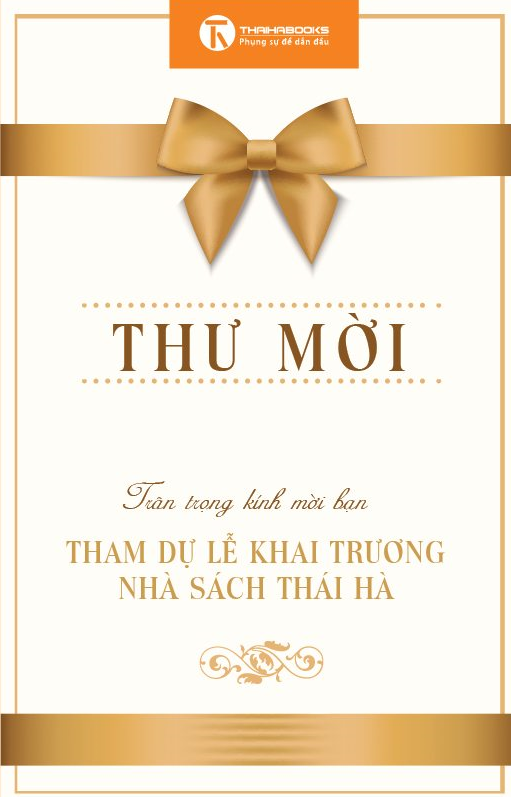 THAIHABOOKS
Phụng sự để dẫn đầu
THƯ MỜI
Trân trọng kính mời bạn
THAM DỰ LỄ KHAI TRƯƠNG
NHÀ SÁCH THÁI HÀ